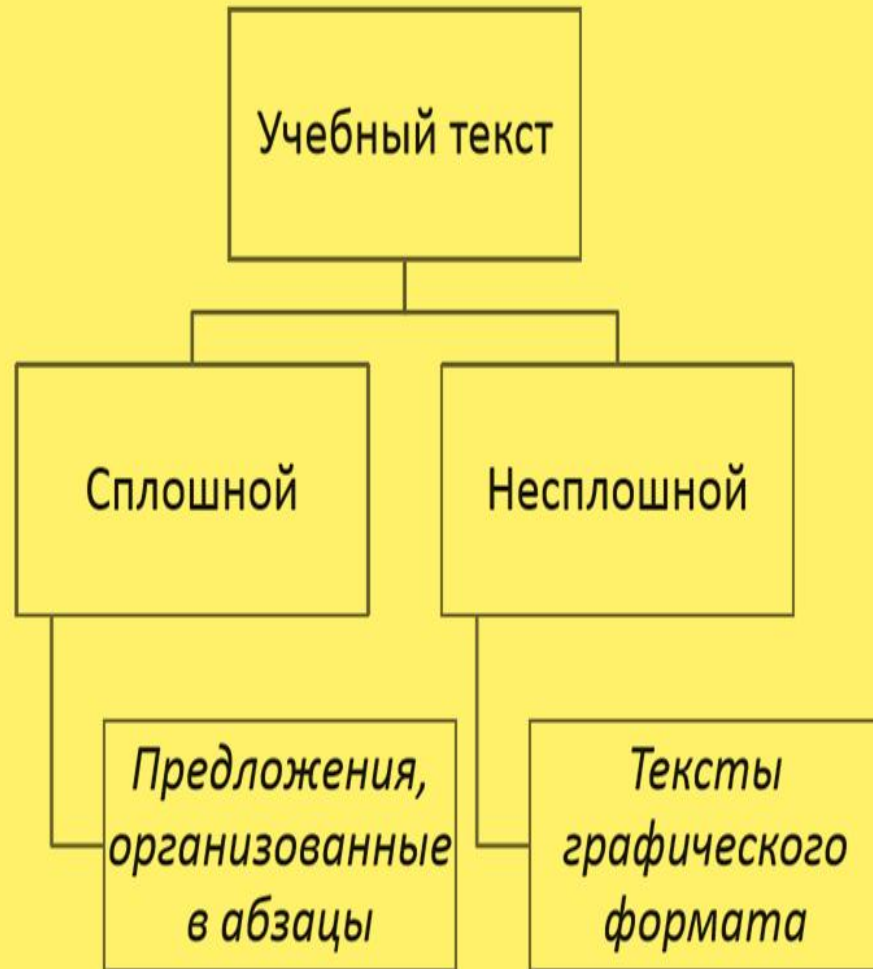 Учебный текст
Сплошной
Несплошной
Предложения,
организованные
в абзацы
Тексты
графического
формата